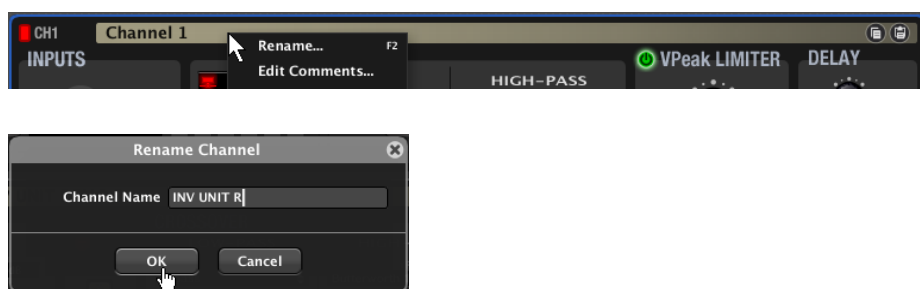 CH1 Channel 1
Rename... F2
INPUTS
VPeak LIMITER DELAY
Edit Comments...
HIGH-PASS
Rename Channel
Channel Name INV UNIT R
OK Cancel